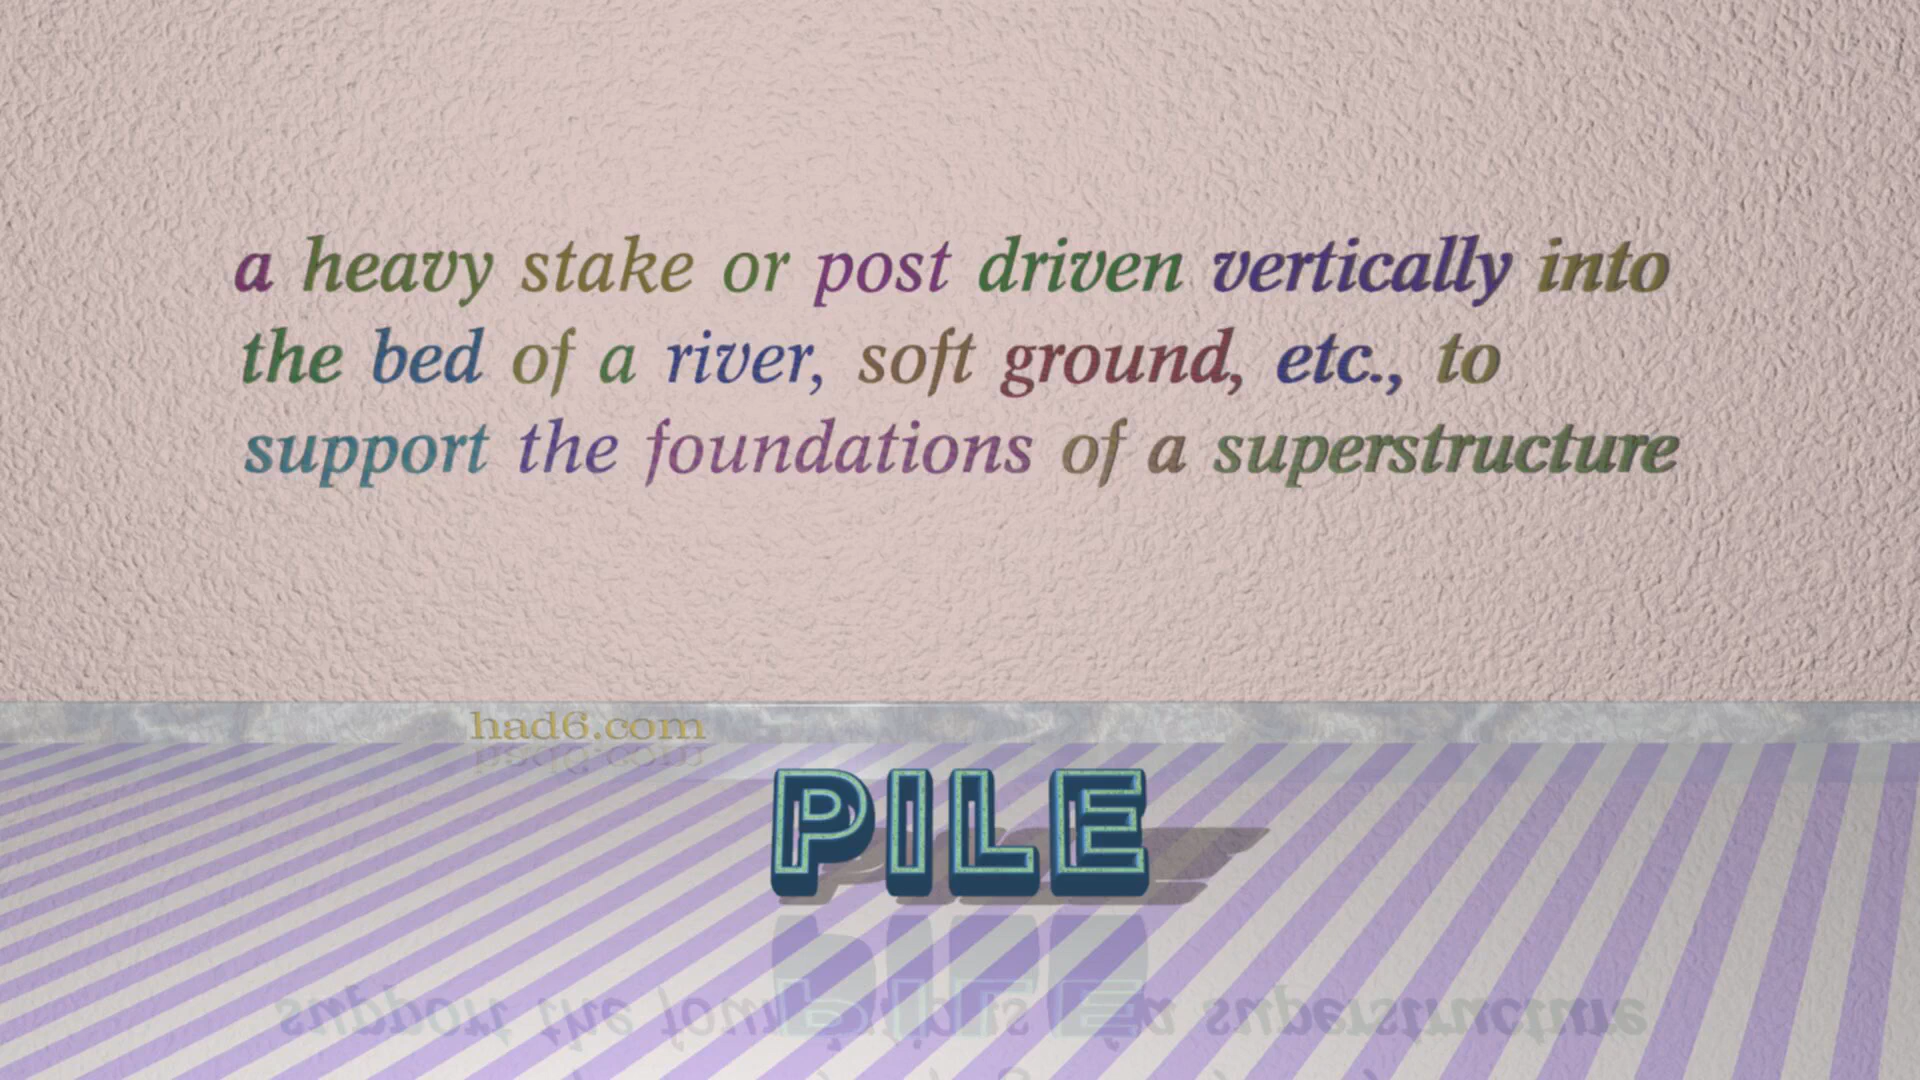 a heavy stake or post driven vertically into
the bed of a river, soft ground, etc., to
support the foundations of a superstructure
had6.com
PILE